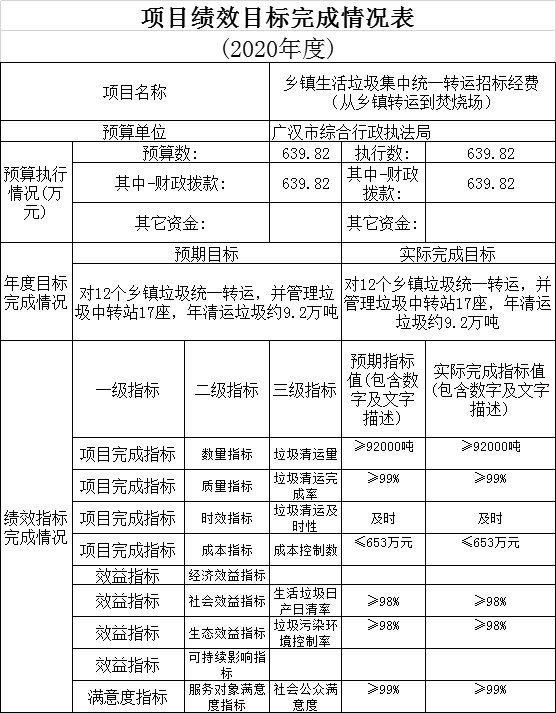 项目绩效目标完成情况表
(2020年度)
项目名称
乡镇生活垃圾集中统一转运招标经费
（从乡镇转运到焚烧场）
预算单位
广汉市综合行政执法局
预算执行
情况(万
元)
预算数:
639.82
执行数:
639.82
其中-财政拨款:
639.82
其中-财政
拨款:
639.82
其它资金:
其它资金:
年度目标
完成情况
预期目标
实际完成目标
对12个乡镇垃圾统一转运，并管理垃
圾中转站17座，年清运垃圾约9.2万吨
对12个乡镇垃圾统一转运，并
管理垃圾中转站17座，年清运
垃圾约9.2万吨
绩效指标
完成情况
一级指标
二级指标
三级指标
预期指标
值(包含数
字及文字
描述)
实际完成指标值
(包含数字及文字
描述)
项目完成指标
数量指标
垃圾清运量
≥92000吨
≥92000吨
项目完成指标
质量指标
垃圾清运完
成率
≥99%
≥99%
项目完成指标
时效指标
垃圾清运及
时性
及时
及时
项目完成指标
成本指标
成本控制数
≤653万元
≤653万元
效益指标
经济效益指标
效益指标
社会效益指标
生活垃圾日
产日清率
≥98%
≥98%
效益指标
生态效益指标
垃圾污染环
境控制率
≥98%
≥98%
效益指标
可持续影响指
标
满意度指标
服务对象满意
度指标
社会公众满
意度
≥99%
≥99%